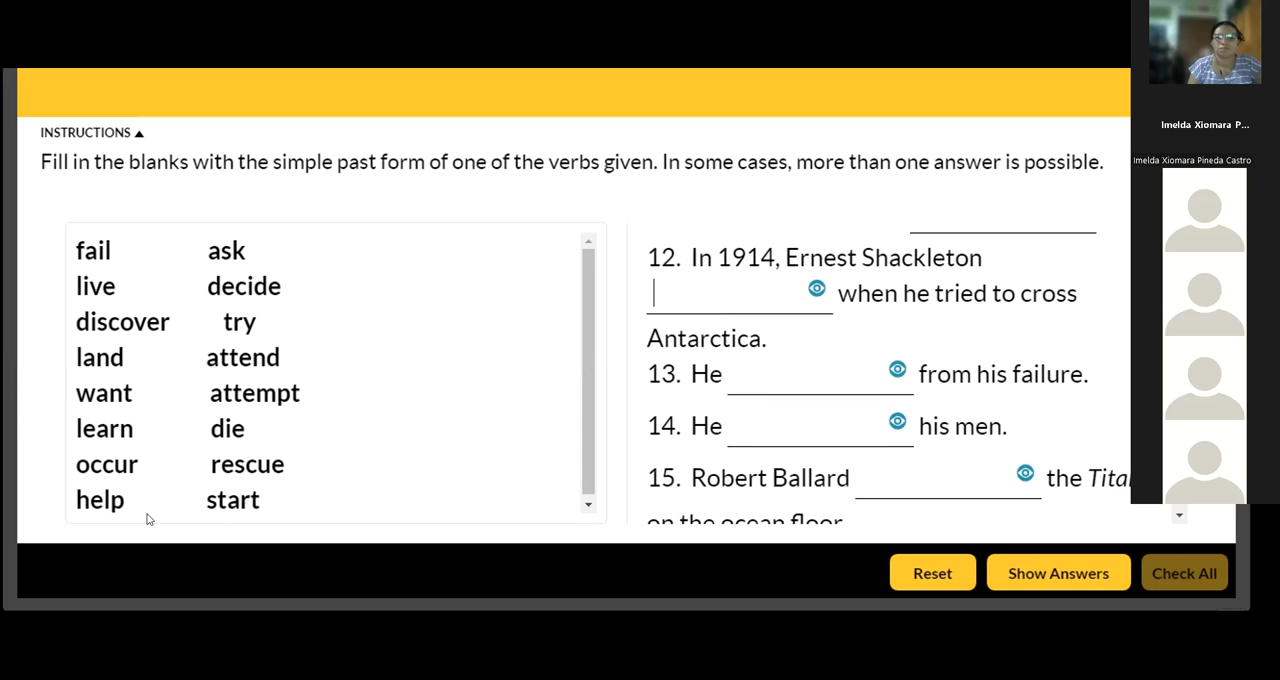 Imelda Xiomara P...
Imelda Xiomara Pineda Castro
INSTRUCTIONS ▲
Fill in the blanks with the simple past form of one of the verbs given. In some cases, more than one answer is possible.
fail ask
live decide
discover try
land attend
want attempt
learn die
occur rescue
help start
12. In 1914, Ernest Shackleton
when he tried to cross
Antarctica.
13. He from his failure.
14. He his men.
15. Robert Ballard the
on the ocean floor
Reset Show Answers Check All